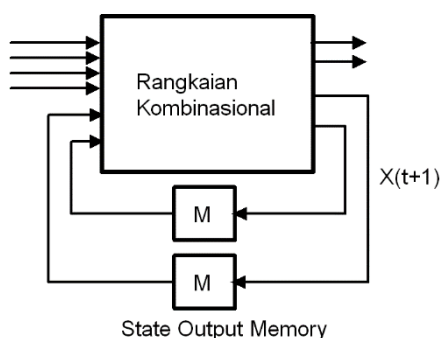 Rangkaian
Kombinasional
X(t+1)
M
M
State Output Memory